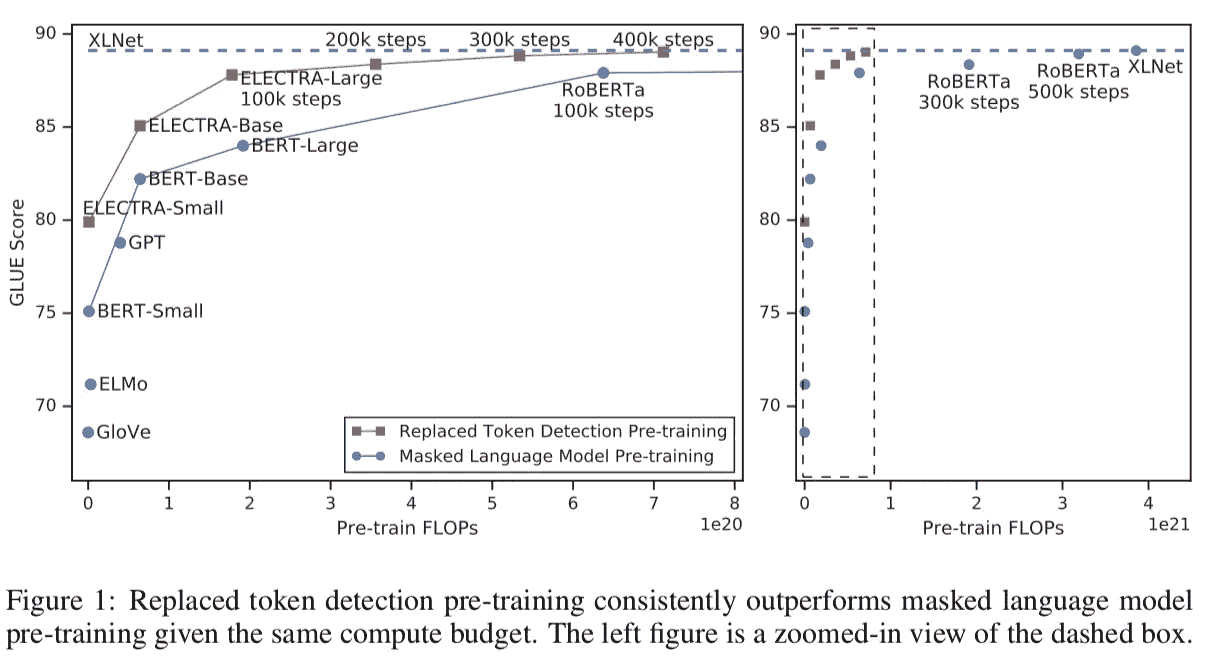 90
85
80
75
70
GLUE Score
XLNet
200k steps
300k steps
400k steps
ELECTRA-Large
100k steps
RoBERTa
100k steps
ELECTRA-Base
BERT-Large
BERT-Base
ELECTRA-Small
GPT
BERT-Small
ELMo
GloVe
Replaced Token Detection Pre-training
Masked Language Model Pre-training
0 1 2 3 4 5 6 7 8
Pre-train FLOPs
1e20
90
85
80
75
70
RoBERTa
300k steps
RoBERTa
500k steps
XLNet
0 1 2 3 4
Pre-train FLOPs
1e21
Figure 1: Replaced token detection pre-training consistently outperforms masked language model
pre-training given the same compute budget. The left figure is a zoomed-in view of the dashed box.